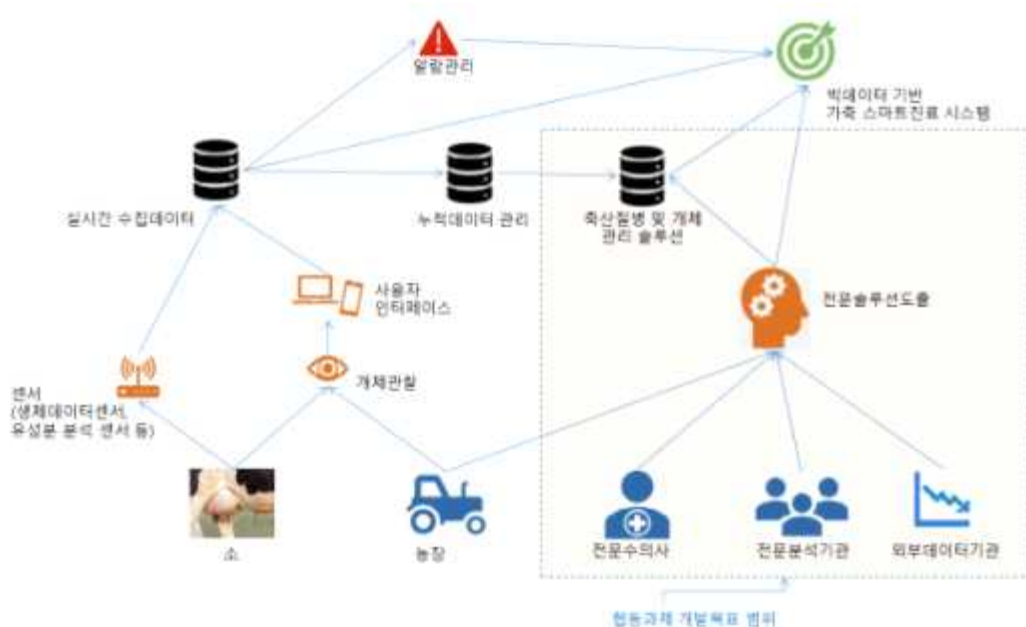 알람관리
빅데이터 기반
가축 스마트진료 시스템
실시간 수집데이터
누적데이터 관리
축산질병 및 개체
관리 솔루션
사용자
인터페이스
전문솔루션도출
개체관찰
센서
(생체데이터센서,
유성분 분석 센서 등)
소
농장
전문수의사
전문분석기관
외부데이터기관
협동과제 개발목표 범위